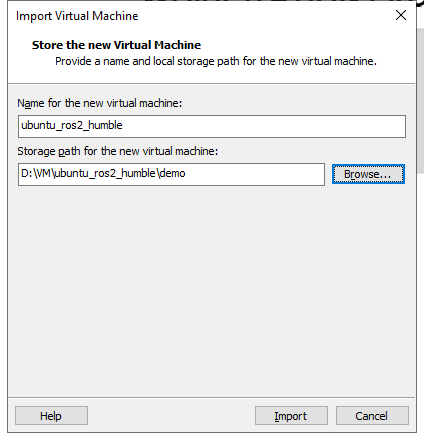 Import Virtual Machine
Store the new Virtual Machine
Provide a name and local storage path for the new virtual machine.
Name for the new virtual machine:
ubuntu_ros2_humble
Storage path for the new virtual machine:
D:\VM\ubuntu_ros2_humble\demo
Browse...
Help
Import
Cancel